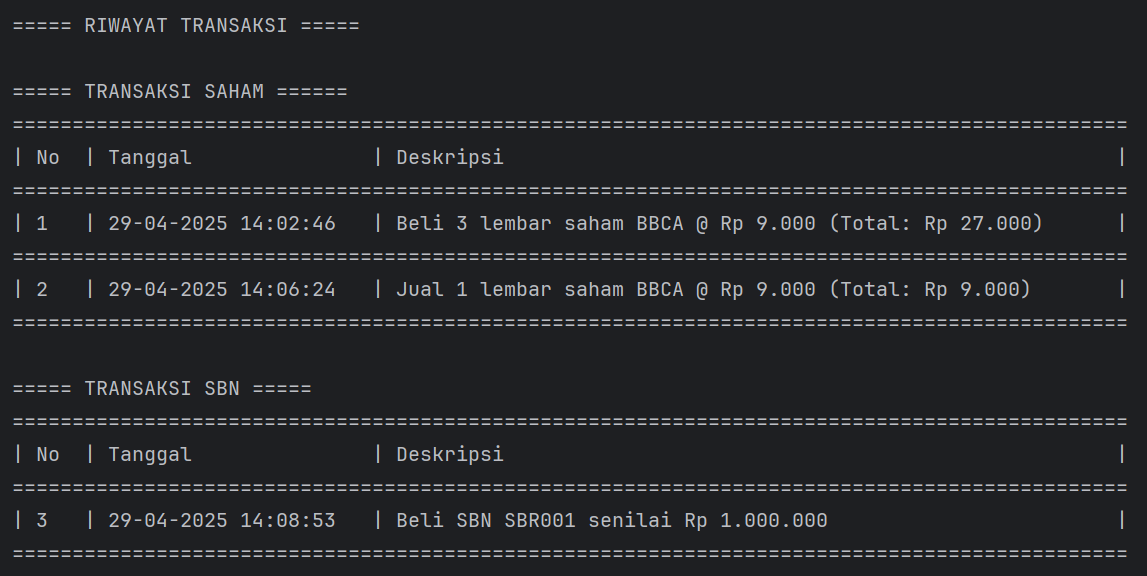 ===== RIWAYAT TRANSAKSI =====
===== TRANSAKSI SAHAM ======
=============================================================================================
| No  | Tanggal               | Deskripsi                                                   |
=============================================================================================
| 1   | 29-04-2025 14:02:46   | Beli 3 lembar saham BBCA @ Rp 9.000 (Total: Rp 27.000)      |
=============================================================================================
| 2   | 29-04-2025 14:06:24   | Jual 1 lembar saham BBCA @ Rp 9.000 (Total: Rp 9.000)       |
=============================================================================================
===== TRANSAKSI SBN =====
=============================================================================================
| No  | Tanggal               | Deskripsi                                                   |
=============================================================================================
| 3   | 29-04-2025 14:08:53   | Beli SBN SBR001 senilai Rp 1.000.000                        |
=============================================================================================